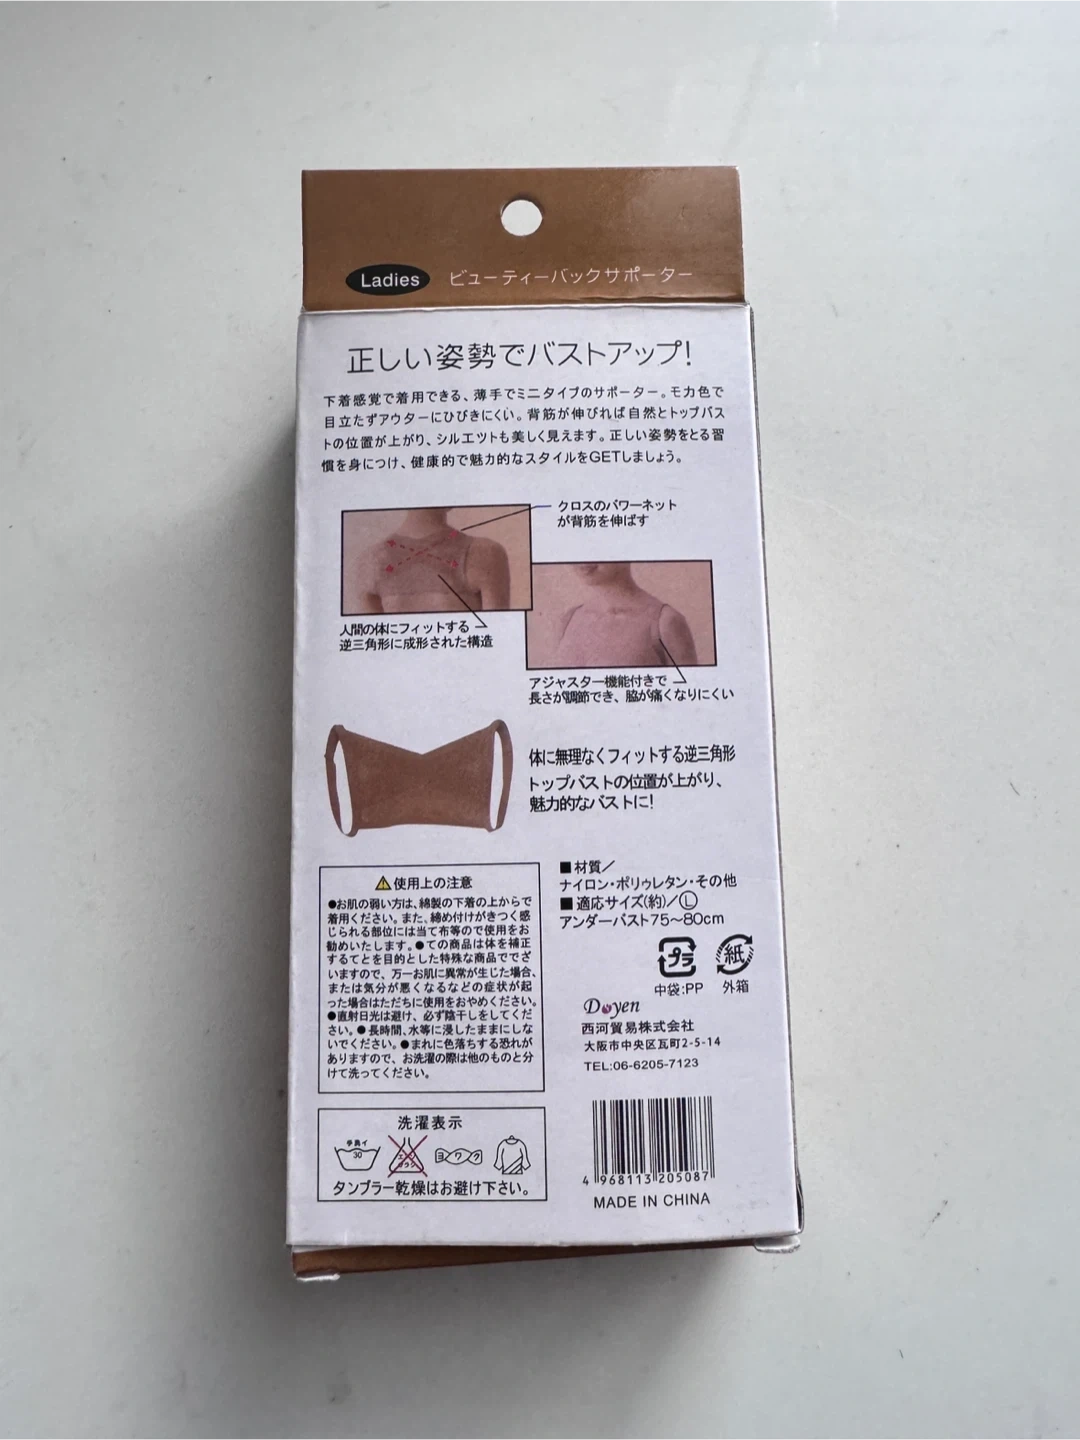 Ladies ビューティーバックサポーター
正しい姿勢でバストアップ!
下着感覚で着用できる、薄手でミニタイプのサポーター。モカ色で
目立たずアウターにひびきにくい。背筋が伸びれば自然とトップバス
トの位置が上がり、シルエツトも美しく見えます。正しい姿勢をとる習
慣を身につけ、健康的で魅力的なスタイルをGETしましょう。
クロスのパワーネット
が背筋を伸ばす
人間の体にフィットする
逆三角形に成形された構造
アジャスター機能付きで
長さが調節でき、脇が痛くなりにくい
体に無理なくフィットする逆三角形
トップバストの位置が上がり、
魅力的なバストに!
⚠使用上の注意
●お肌の弱い方は、綿製の下着の上からで
着用ください。また、締め付けがきつく感
じられる部位には当て布等ので使用をお
勧めいたします。●ての商品は体を補正
するてとを目的とした特殊な商品ででざ
いますので、万一お肌に異常が生じた場合、
または気分が悪くなるなどの症状が起
った場合はただちに使用をおやめください。
●直射日光は避け、必ず陰干しをしてくだ
さい。●長時間、水等に浸したままにしな
いでください。●まれに色落ちする恐れが
ありますので、お洗濯の際は他のものと分
けて洗ってください。
■材質/
ナイロン・ポリゥレタン・その他
■適応サイズ(約)/Ⓛ
アンダーバスト75〜80cm
プラ 紙
中袋:PP 外箱
Doyen
西河貿易株式会社
大阪市中央区瓦町2-5-14
TEL:06-6205-7123
洗濯表示
30 ヨワク
タンブラー乾燥はお避け下さい。
4 968113 205087
MADE IN CHINA